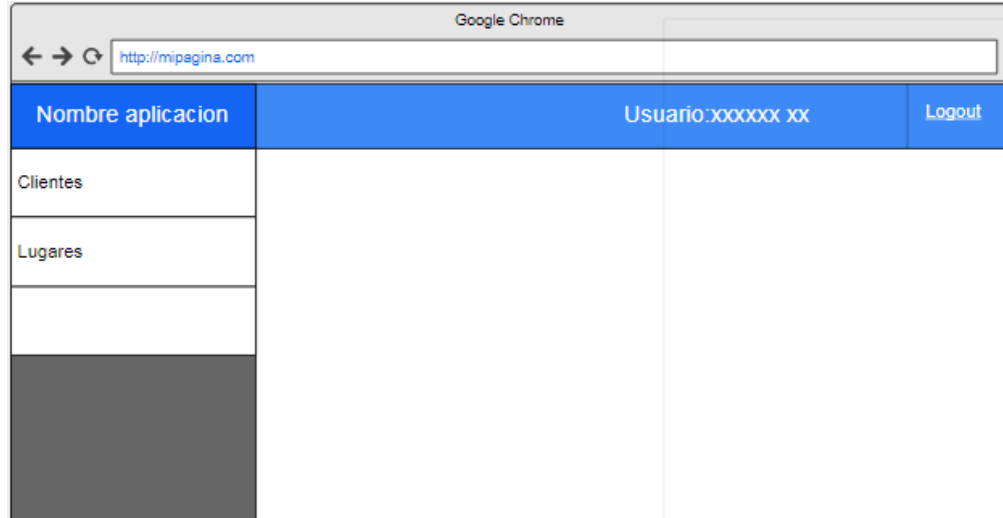 Google Chrome
http://mipagina.com
Nombre aplicacion
Usuario:xxxxxx xx
Logout
Clientes
Lugares